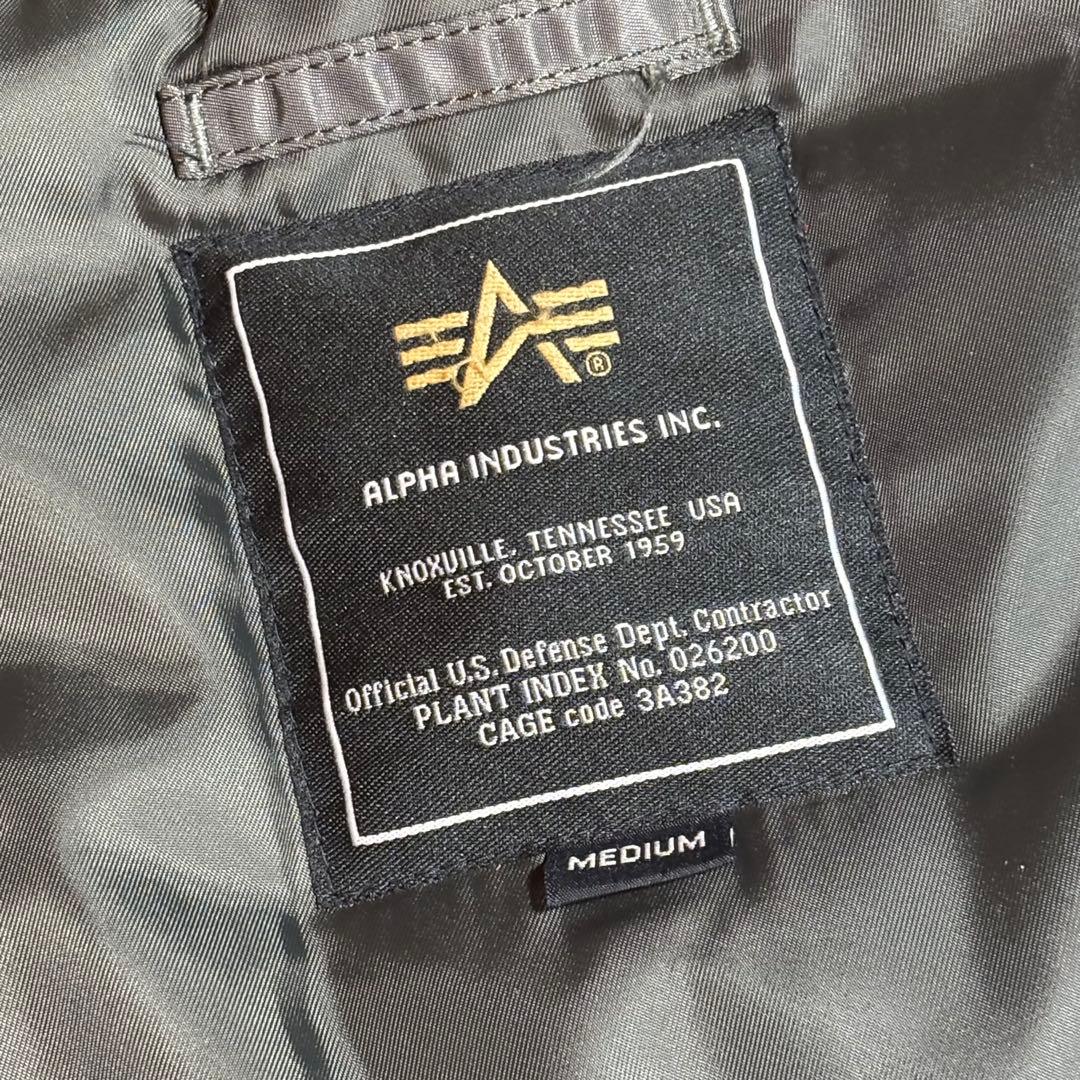 ®
ALPHA INDUSTRIES INC.
KNOXVILLE, TENNESSEE USA
EST. OCTOBER 1959
Official U.S. Defense Dept. Contractor
PLANT INDEX No. 026200
CAGE code 3A382
MEDIUM